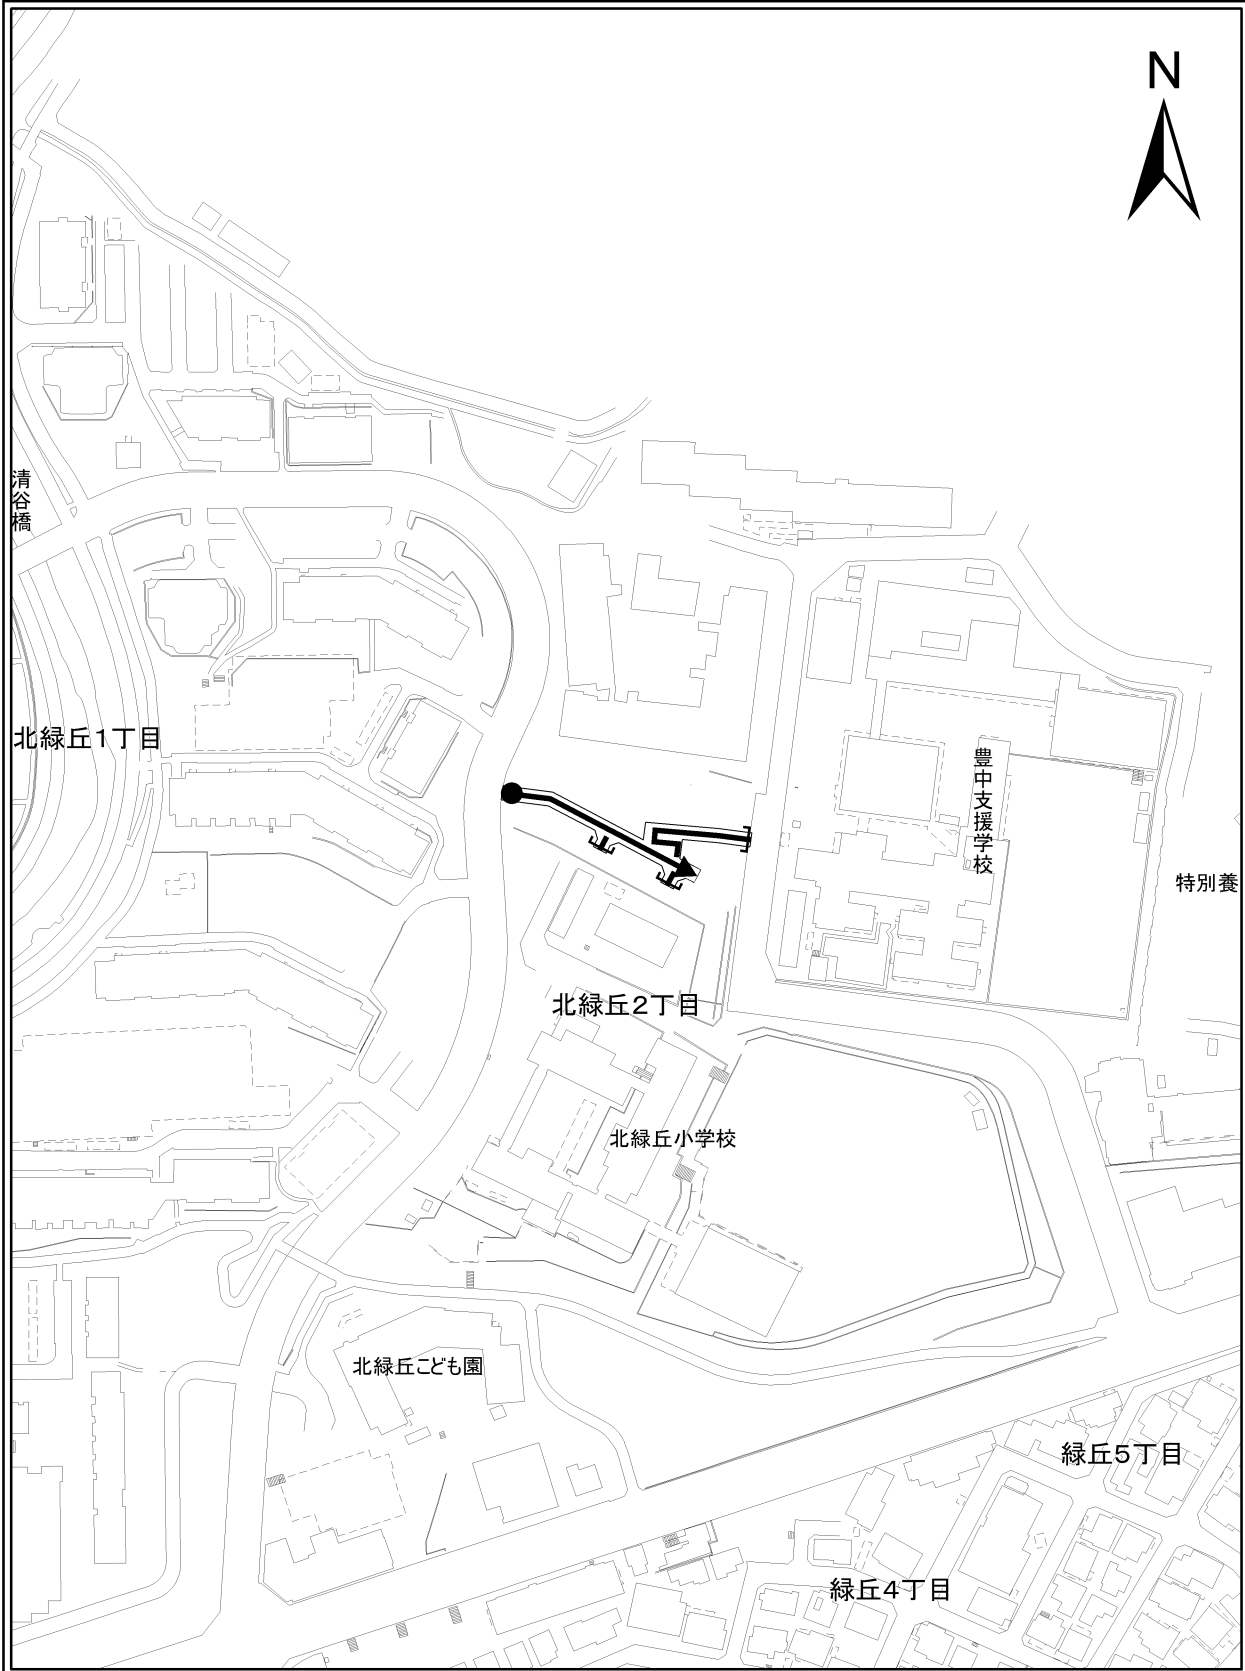 N
清谷橋
北緑丘1丁目
豊中支援学校
特別養
北緑丘2丁目
北緑丘小学校
北緑丘こども園
緑丘5丁目
緑丘4丁目